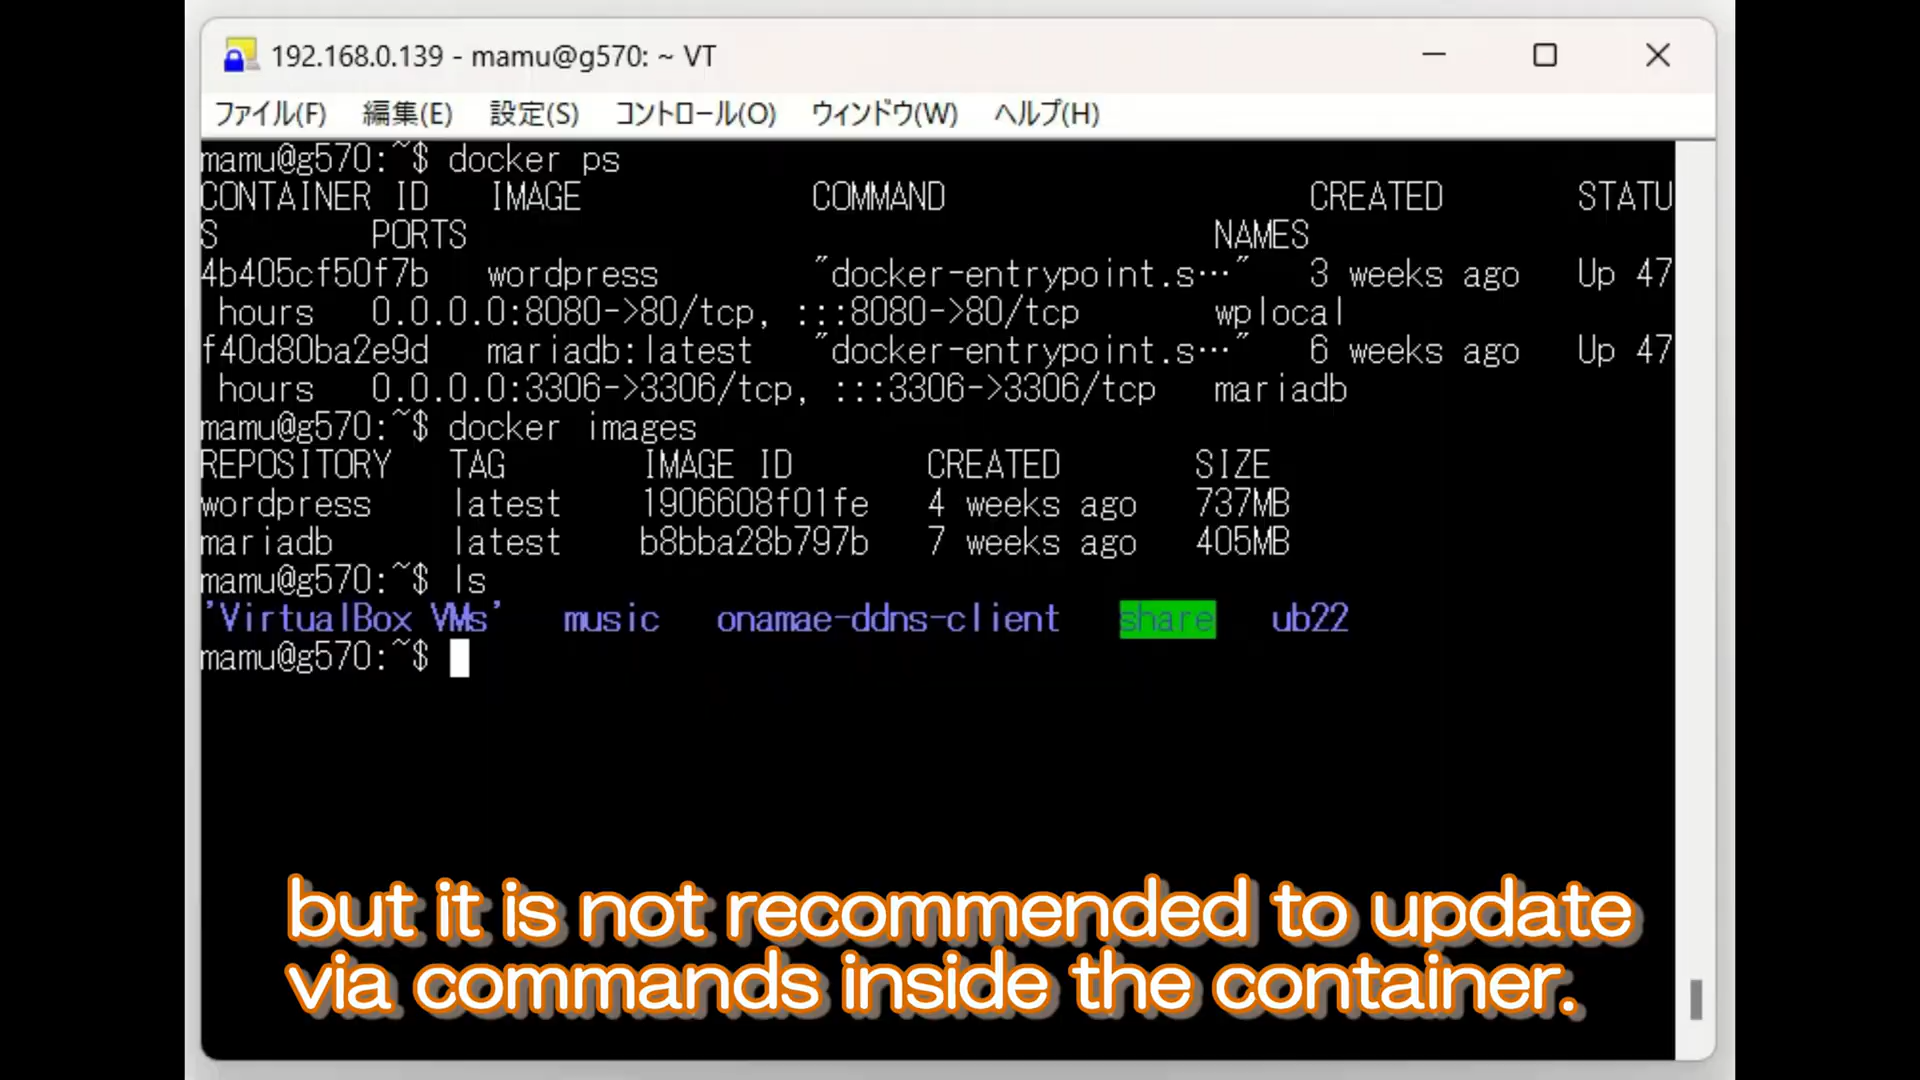 192.168.0.139 - mamu@g570: ~ VT
ファイル(F) 編集(E) 設定(S) コントロール(O) ウィンドウ(W) ヘルプ(H)
mamu@g570:~$ docker ps
CONTAINER ID IMAGE COMMAND CREATED STATU
S PORTS NAMES
4b405cf50f7b wordpress "docker-entrypoint.s…" 3 weeks ago Up 47
hours 0.0.0.0:8080->80/tcp, :::8080->80/tcp wplocal
f40d80ba2e9d mariadb:latest "docker-entrypoint.s…" 6 weeks ago Up 47
hours 0.0.0.0:3306->3306/tcp, :::3306->3306/tcp mariadb
mamu@g570:~$ docker images
REPOSITORY TAG IMAGE ID CREATED SIZE
wordpress latest 1906608f01fe 4 weeks ago 737MB
mariadb latest b8bba28b797b 7 weeks ago 405MB
mamu@g570:~$ ls
'VirtualBox VMs' music onamae-ddns-client share ub22
mamu@g570:~$
but it is not recommended to update
via commands inside the container.